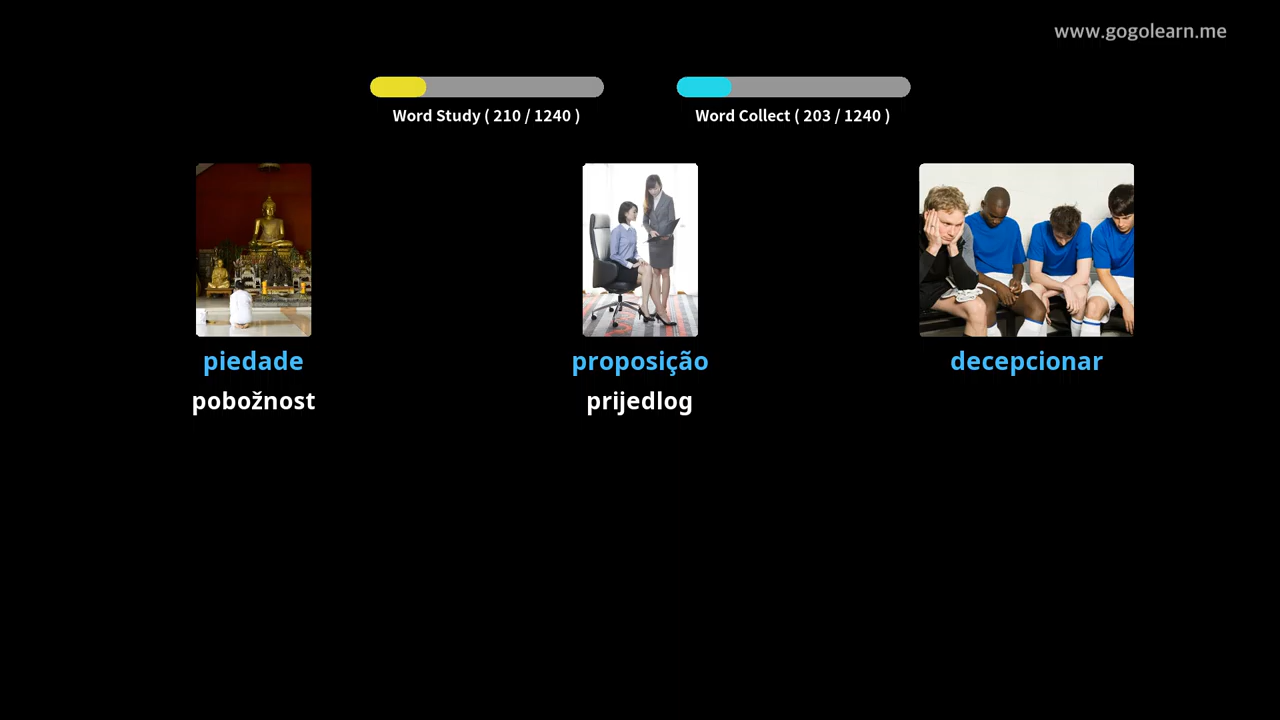 www.gogolearn.me
Word Study ( 210 / 1240 )
Word Collect ( 203 / 1240 )
piedade
proposição
decepcionar
pobožnost
prijedlog